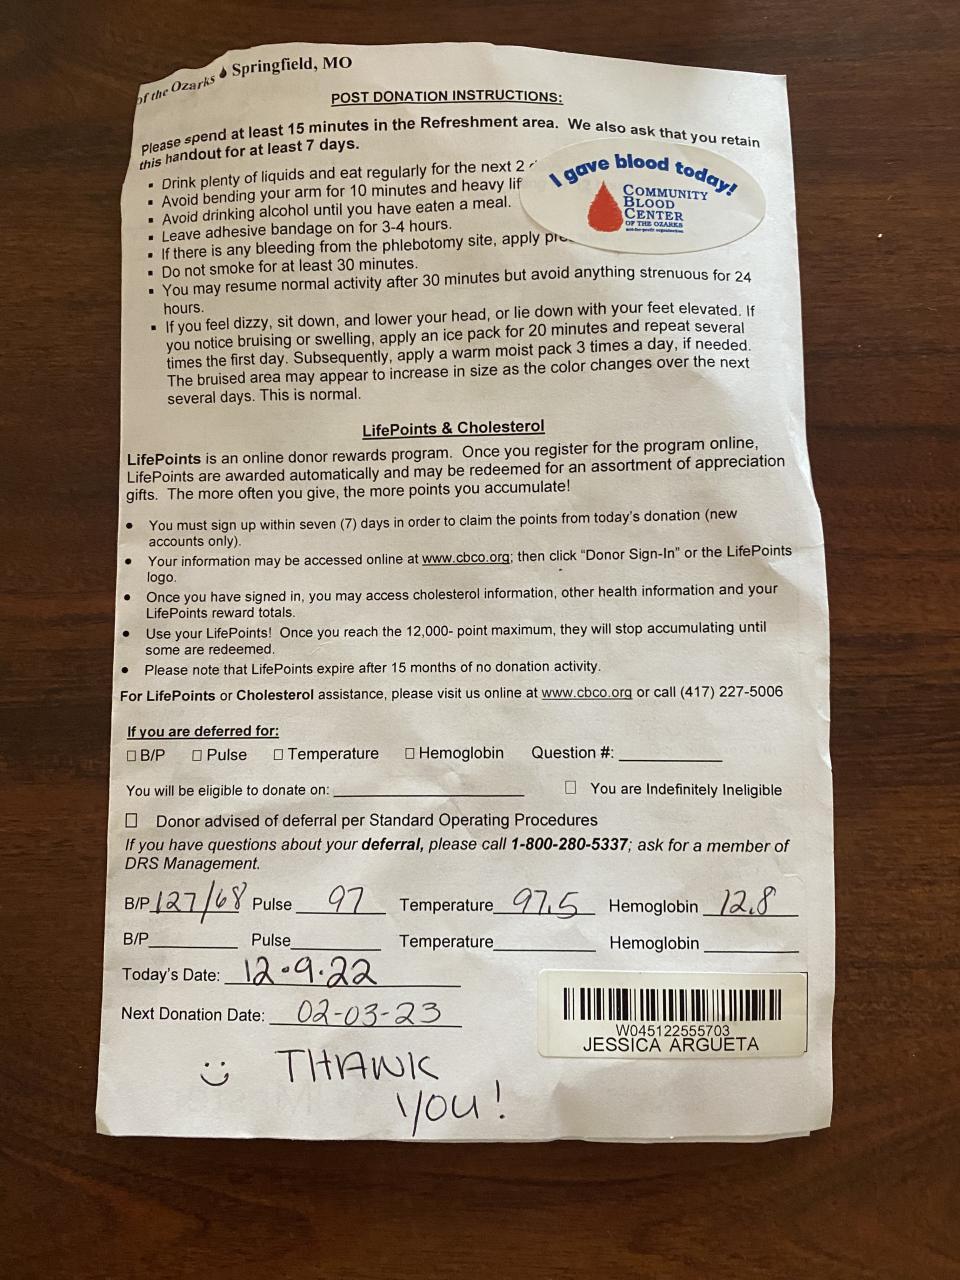 of the Ozarks Springfield, MO
POST DONATION INSTRUCTIONS:
Please spend at least 15 minutes in the Refreshment area. We also ask that you retain
this handout for at least 7 days.
▪ Drink plenty of liquids and eat regularly for the next 2
▪ Avoid bending your arm for 10 minutes and heavy lif
▪ Avoid drinking alcohol until you have eaten a meal.
▪ Leave adhesive bandage on for 3-4 hours.
▪ If there is any bleeding from the phlebotomy site, apply pre
▪ Do not smoke for at least 30 minutes.
▪ You may resume normal activity after 30 minutes but avoid anything strenuous for 24
hours.
▪ If you feel dizzy, sit down, and lower your head, or lie down with your feet elevated. If
you notice bruising or swelling, apply an ice pack for 20 minutes and repeat several
times the first day. Subsequently, apply a warm moist pack 3 times a day, if needed.
The bruised area may appear to increase in size as the color changes over the next
several days. This is normal.
I gave blood today!
COMMUNITY
BLOOD
CENTER
OF THE OZARKS
not-for-profit organization
LifePoints & Cholesterol
LifePoints is an online donor rewards program. Once you register for the program online,
LifePoints are awarded automatically and may be redeemed for an assortment of appreciation
gifts. The more often you give, the more points you accumulate!
• You must sign up within seven (7) days in order to claim the points from today's donation (new
accounts only).
• Your information may be accessed online at www.cbco.org; then click "Donor Sign-In" or the LifePoints
logo.
• Once you have signed in, you may access cholesterol information, other health information and your
LifePoints reward totals.
• Use your LifePoints! Once you reach the 12,000- point maximum, they will stop accumulating until
some are redeemed.
• Please note that LifePoints expire after 15 months of no donation activity.
For LifePoints or Cholesterol assistance, please visit us online at www.cbco.org or call (417) 227-5006
If you are deferred for:
□ B/P □ Pulse □ Temperature □ Hemoglobin Question #:
You will be eligible to donate on: □ You are Indefinitely Ineligible
□ Donor advised of deferral per Standard Operating Procedures
If you have questions about your deferral, please call 1-800-280-5337; ask for a member of
DRS Management.
B/P 127/68 Pulse 97 Temperature 97.5 Hemoglobin 12.8
B/P Pulse Temperature Hemoglobin
Today's Date: 12.9.22
Next Donation Date: 02-03-23
W045122555703
JESSICA ARGUETA
THANK
YOU!